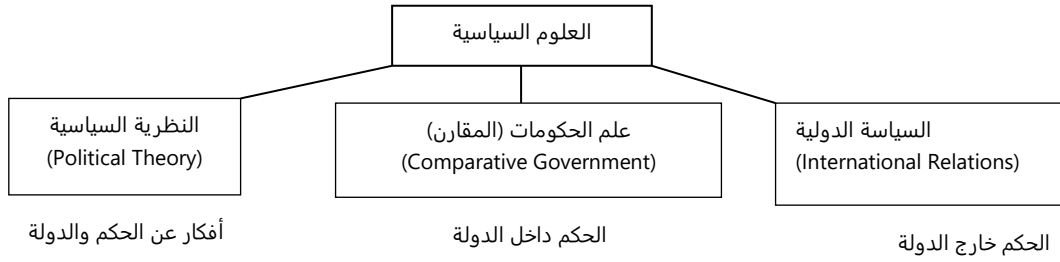 العلوم السياسية
السياسة الدولية
(International Relations)
علم الحكومات (المقارن)
(Comparative Government)
النظرية السياسية
(Political Theory)
الحكم خارج الدولة
الحكم داخل الدولة
أفكار عن الحكم والدولة